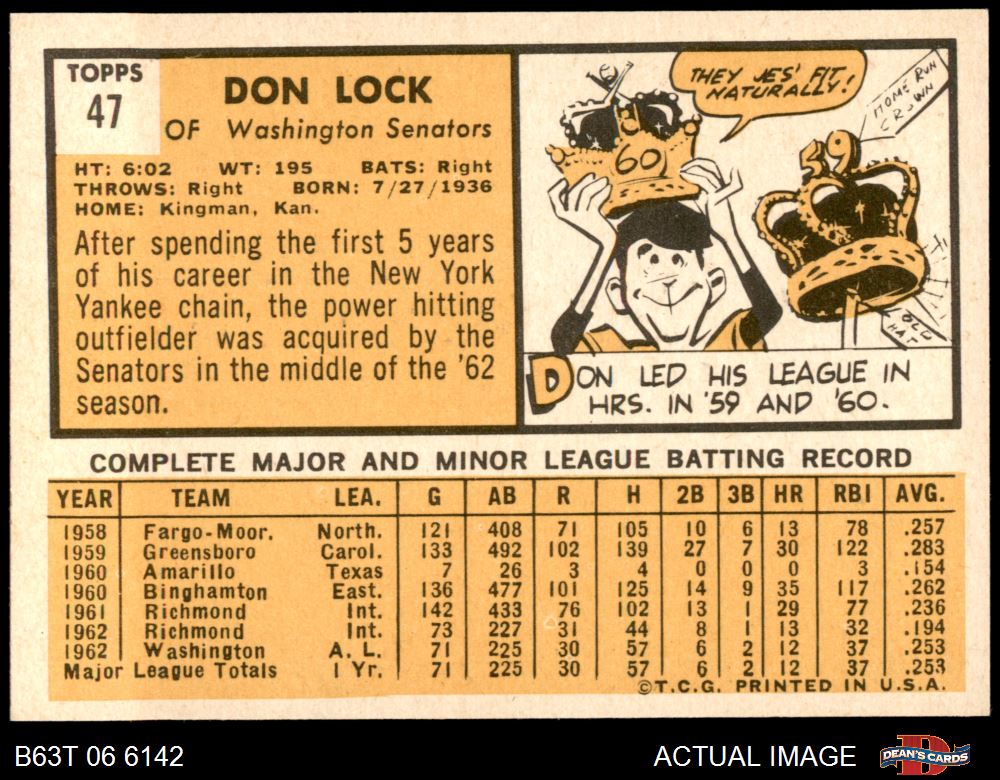 TOPPS
47
DON LOCK
OF Washington Senators
HT: 6:02 WT: 195 BATS: Right
THROWS: Right BORN: 7/27/1936
HOME: Kingman, Kan.
After spending the first 5 years
of his career in the New York
Yankee chain, the power hitting
outfielder was acquired by the
Senators in the middle of the '62
season.
THEY JES' FIT
NATURALLY!
60
59
HOME RUN
CROWN
OLD
HAT
DON LED HIS LEAGUE IN
HRS. IN '59 AND '60.
COMPLETE MAJOR AND MINOR LEAGUE BATTING RECORD
YEAR TEAM LEA. G AB R H 2B 3B HR RBI AVG.
1958 Fargo-Moor. North. 121 408 71 105 10 6 13 78 .257
1959 Greensboro Carol. 133 492 102 139 27 7 30 122 .283
1960 Amarillo Texas 7 26 3 4 0 0 0 3 .154
1960 Binghamton East. 136 477 101 125 14 9 35 117 .262
1961 Richmond Int. 142 433 76 102 13 1 29 77 .236
1962 Richmond Int. 73 227 31 44 8 1 13 32 .194
1962 Washington A. L. 71 225 30 57 6 2 12 37 .253
Major League Totals 1 Yr. 71 225 30 57 6 2 12 37 .253
©T.C.G. PRINTED IN U.S.A.
B63T 06 6142
ACTUAL IMAGE
DEAN'S CARDS